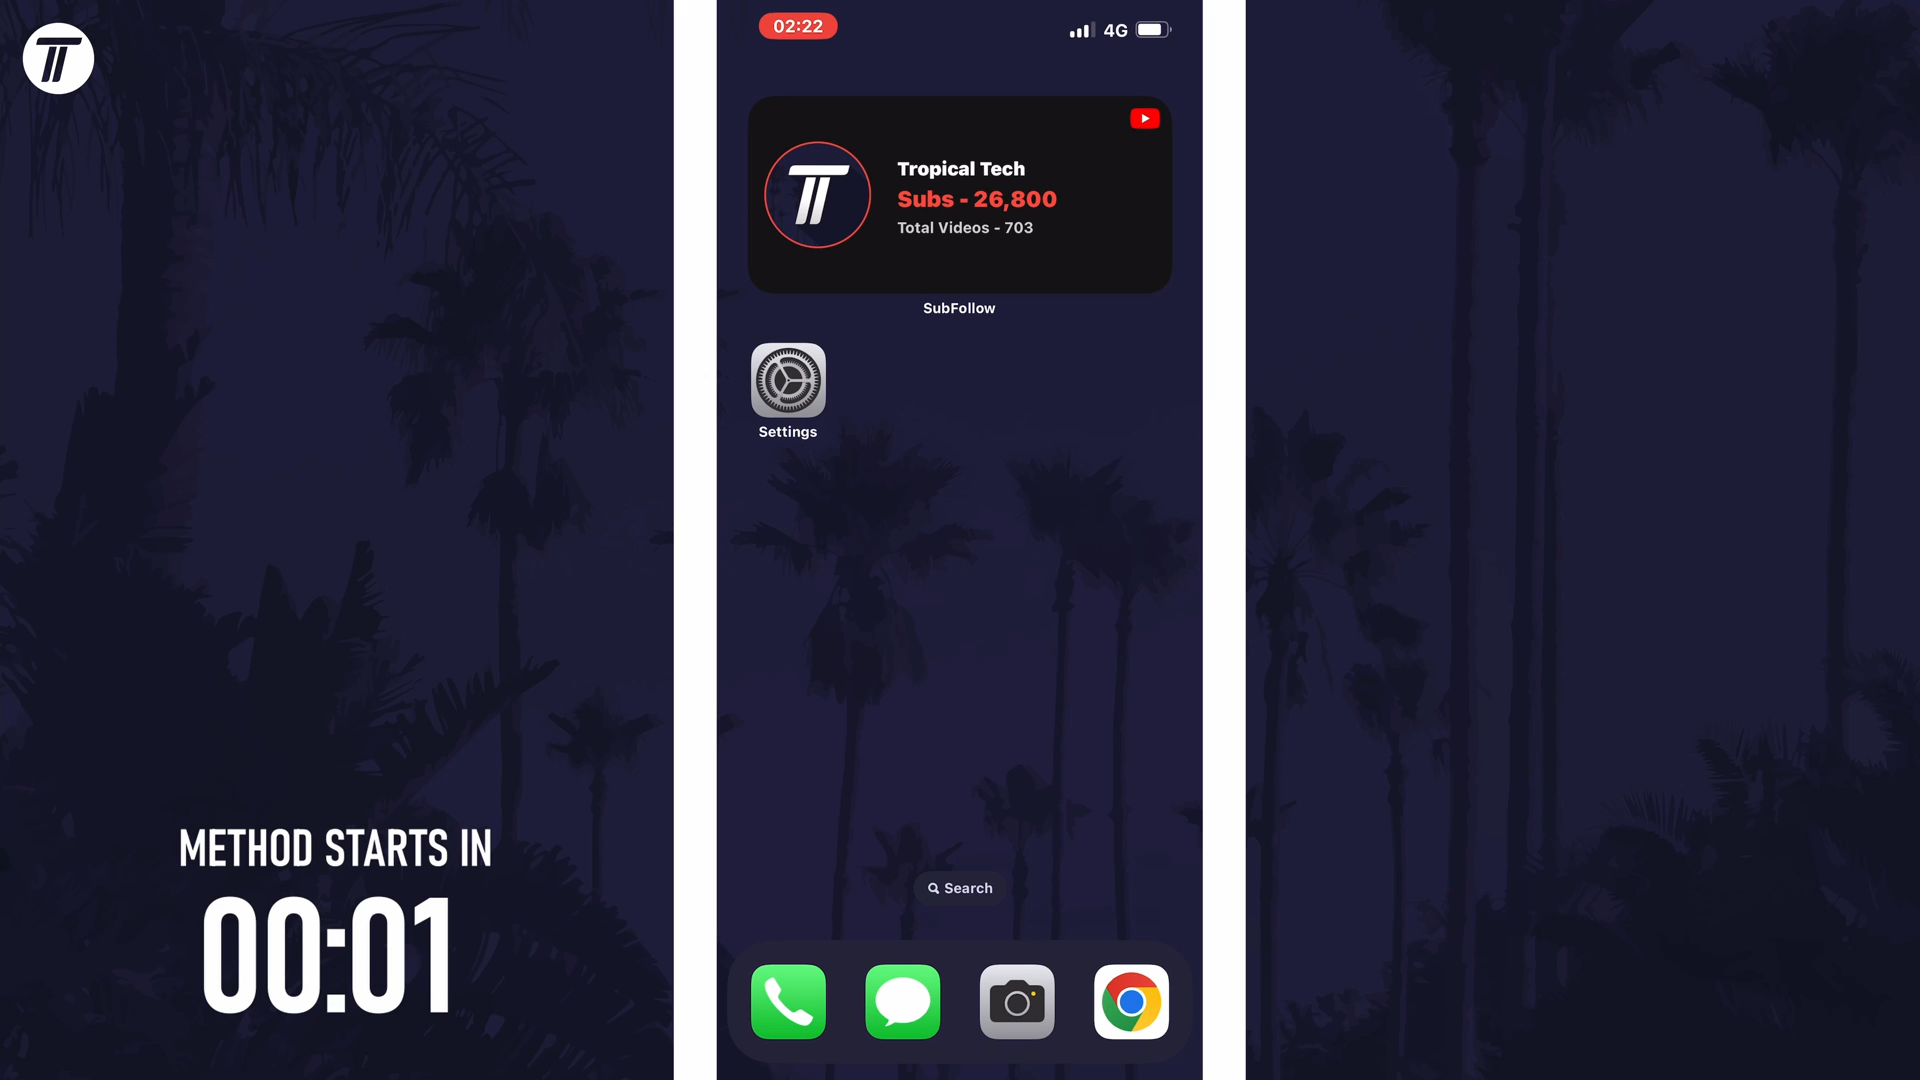 02:22
4G
Tropical Tech
Subs - 26,800
Total Videos - 703
SubFollow
Settings
METHOD STARTS IN
00:01
Search